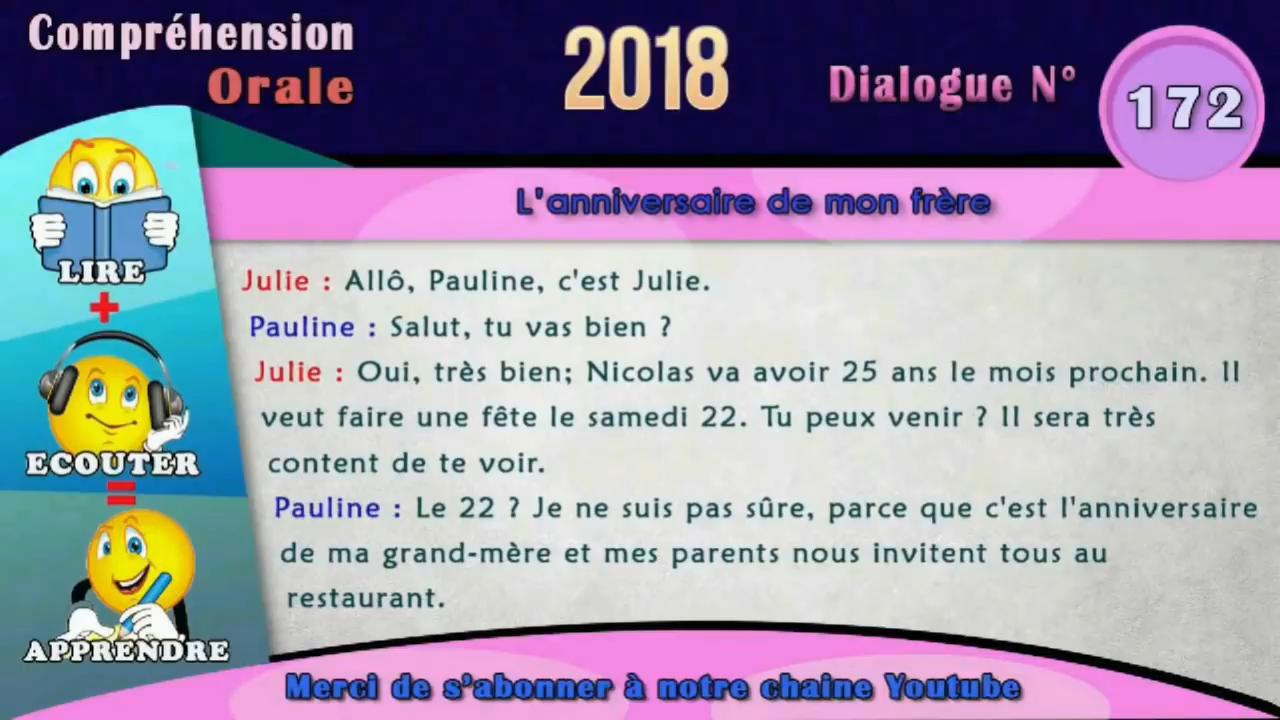 Compréhension
Orale
2018
Dialogue N°
172
L'anniversaire de mon frère
LIRE
+
ECOUTER
=
APPRENDRE
Julie : Allô, Pauline, c'est Julie.
Pauline : Salut, tu vas bien ?
Julie : Oui, très bien; Nicolas va avoir 25 ans le mois prochain. Il
veut faire une fête le samedi 22. Tu peux venir ? Il sera très
content de te voir.
Pauline : Le 22 ? Je ne suis pas sûre, parce que c'est l'anniversaire
de ma grand-mère et mes parents nous invitent tous au
restaurant.
Merci de s'abonner à notre chaine Youtube